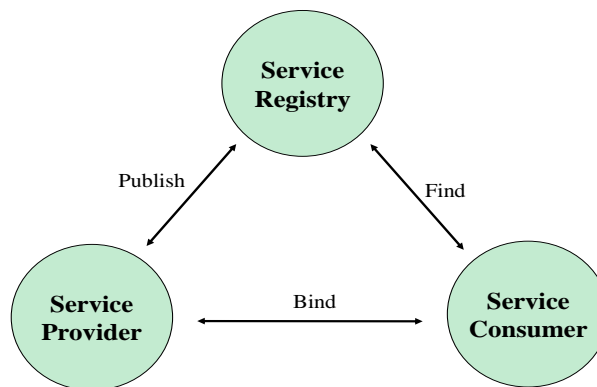 Service
Registry
Publish
Find
Service
Provider
Bind
Service
Consumer